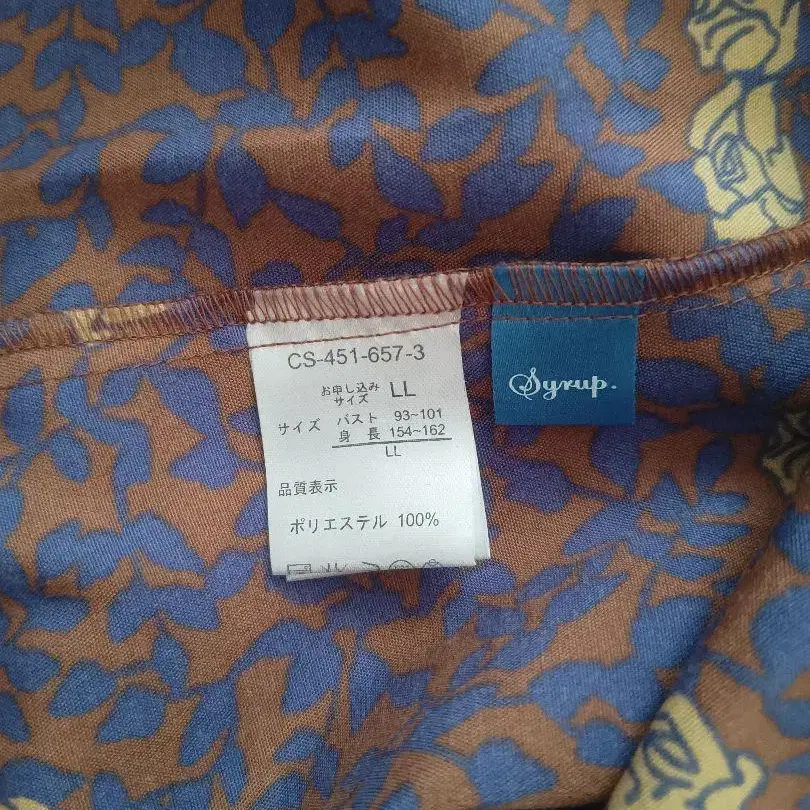 CS-451-657-3
お申し込み
サイズ LL
サイズ バスト 93~101
身 長 154~162
LL
品質表示
ポリエステル 100%
Syrup.